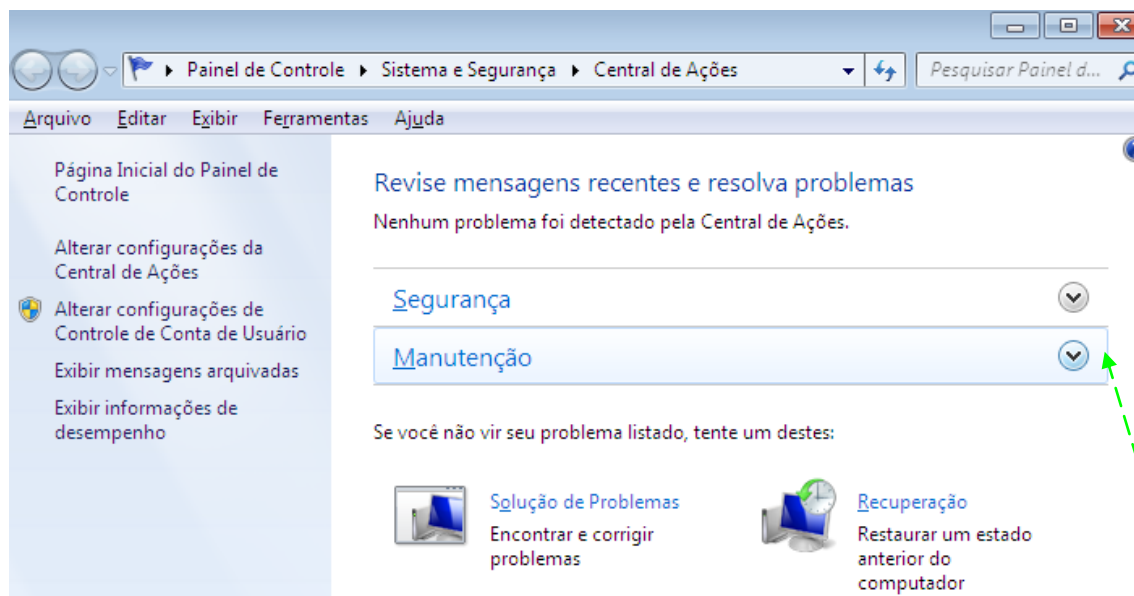 Painel de Controle Sistema e Segurança Central de Ações Pesquisar Painel d...
Arquivo Editar Exibir Ferramentas Ajuda
Página Inicial do Painel de
Controle
Alterar configurações da
Central de Ações
Alterar configurações de
Controle de Conta de Usuário
Exibir mensagens arquivadas
Exibir informações de
desempenho
Revise mensagens recentes e resolva problemas
Nenhum problema foi detectado pela Central de Ações.
Segurança
Manutenção
Se você não vir seu problema listado, tente um destes:
Solução de Problemas
Encontrar e corrigir
problemas
Recuperação
Restaurar um estado
anterior do
computador